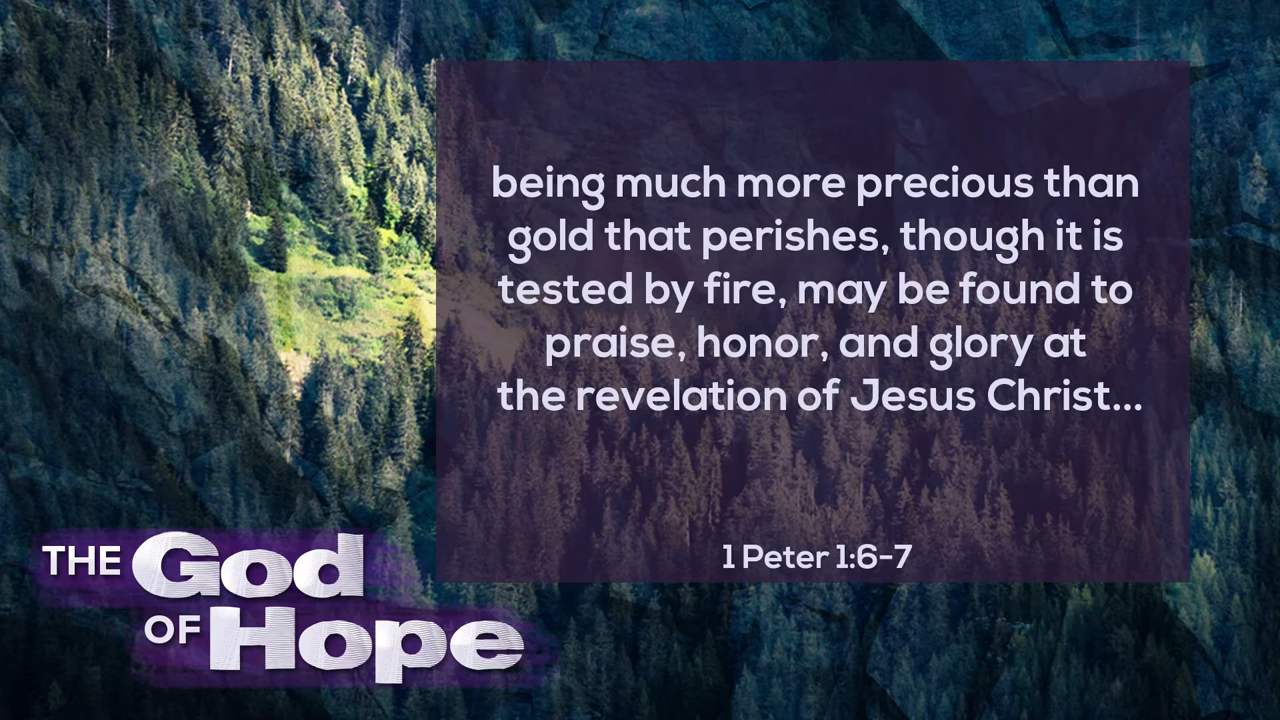 being much more precious than
gold that perishes, though it is
tested by fire, may be found to
praise, honor, and glory at
the revelation of Jesus Christ...
1 Peter 1:6-7
THE God
OF Hope